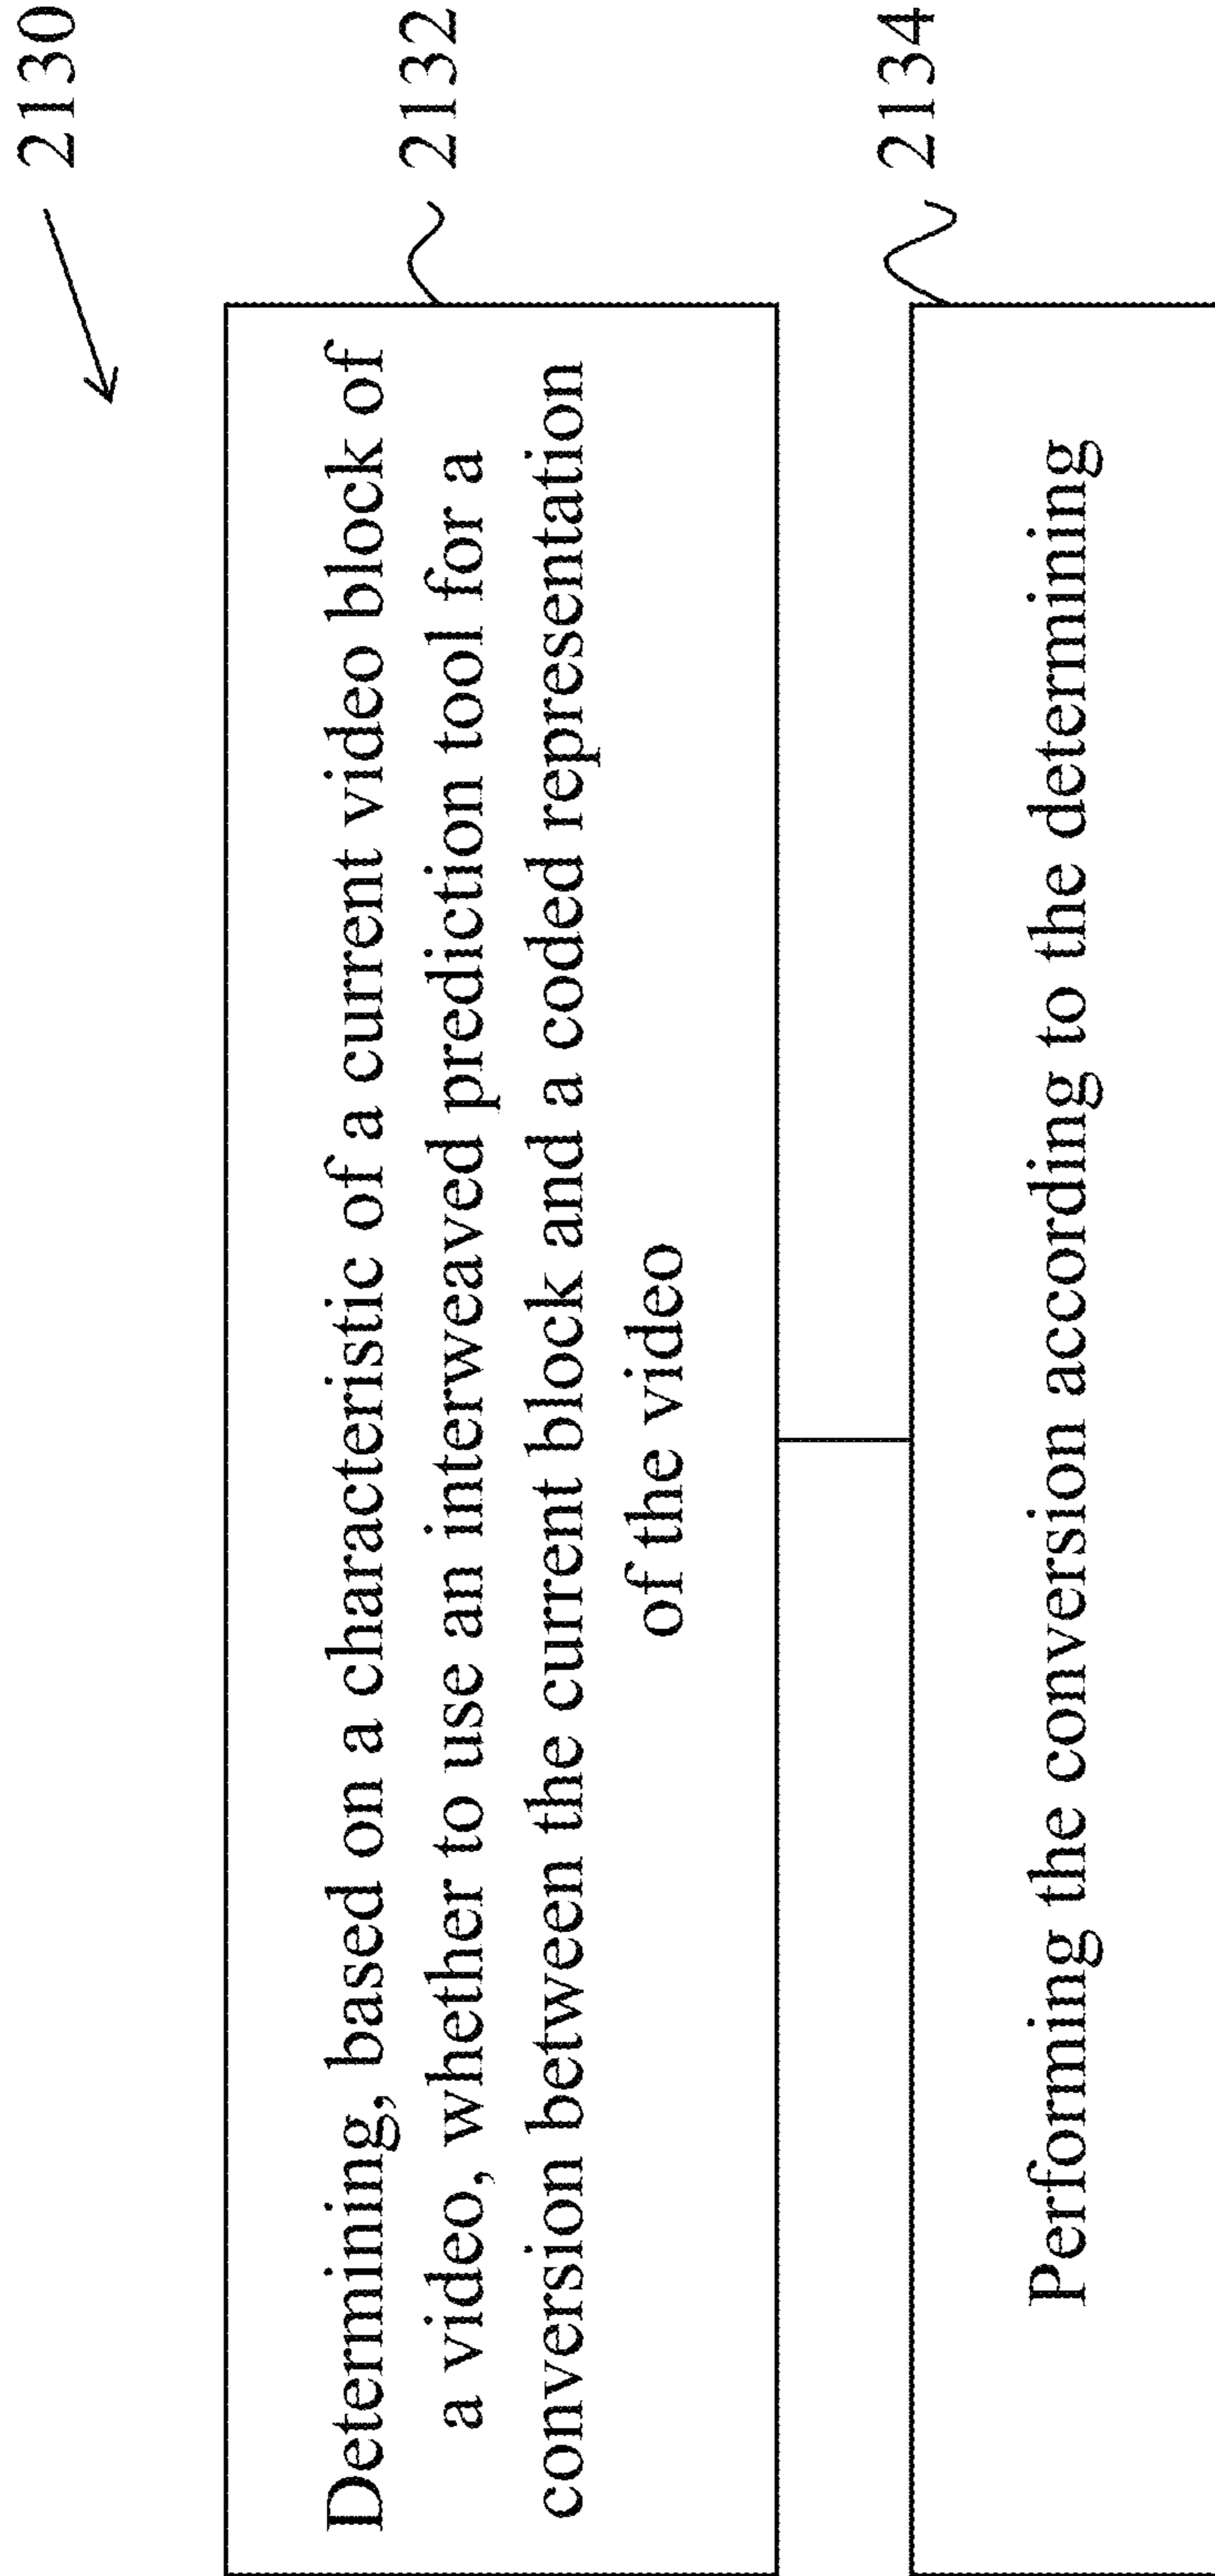 2130
Determining, based on a characteristic of a current video block of
a video, whether to use an interweaved prediction tool for a
conversion between the current block and a coded representation
of the video
2132
Performing the conversion according to the determining
2134